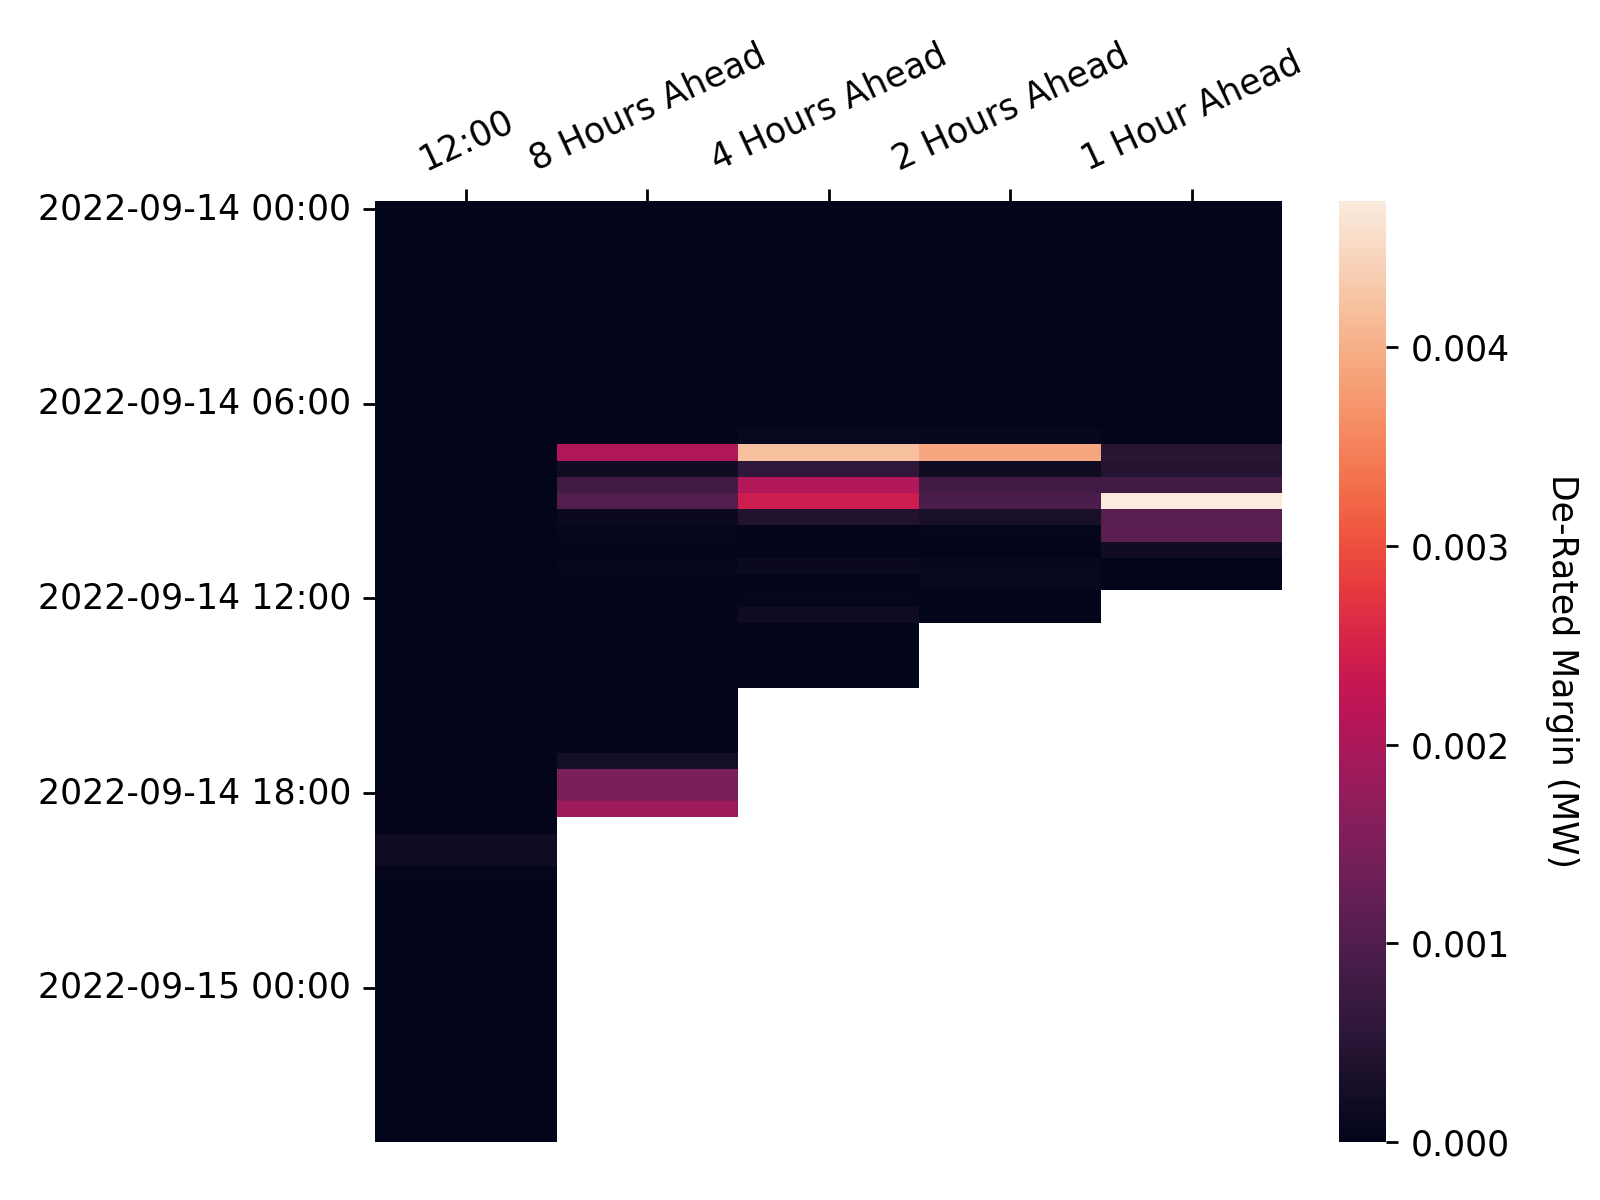 12:00
8 Hours Ahead
4 Hours Ahead
2 Hours Ahead
1 Hour Ahead
2022-09-14 00:00
2022-09-14 06:00
2022-09-14 12:00
2022-09-14 18:00
2022-09-15 00:00
0.004
0.003
0.002
0.001
0.000
De-Rated Margin (MW)